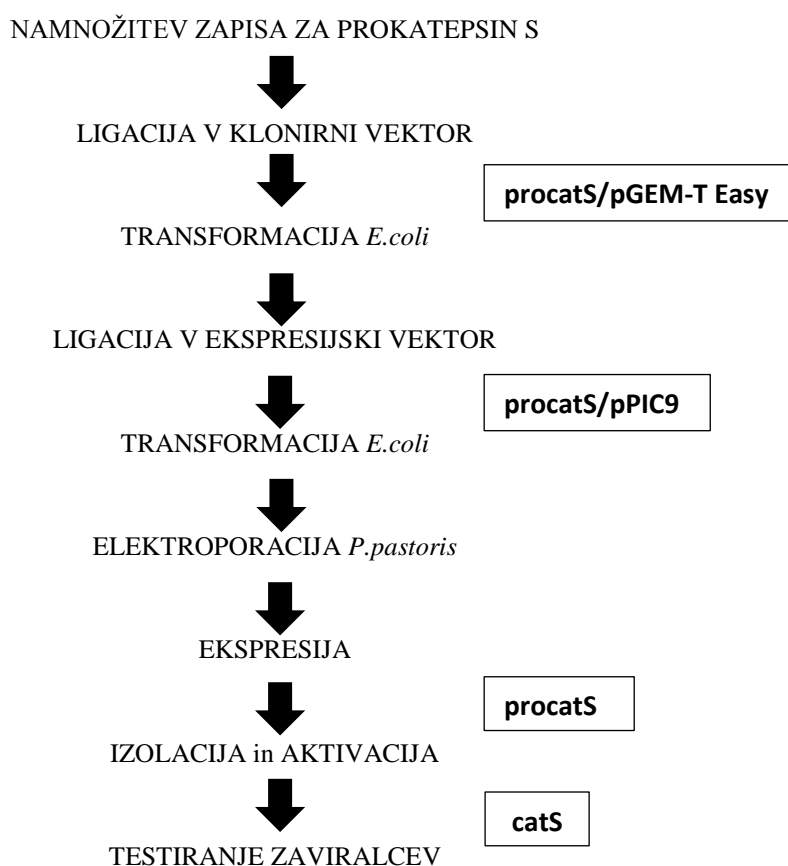 NAMNOŽITEV ZAPISA ZA PROKATEPSIN S
LIGACIJA V KLONIRNI VEKTOR
procatS/pGEM-T Easy
TRANSFORMACIJA E.coli
LIGACIJA V EKSPRESIJSKI VEKTOR
procatS/pPIC9
TRANSFORMACIJA E.coli
ELEKTROPORACIJA P.pastoris
EKSPRESIJA
procatS
IZOLACIJA in AKTIVACIJA
catS
TESTIRANJE ZAVIRALCEV